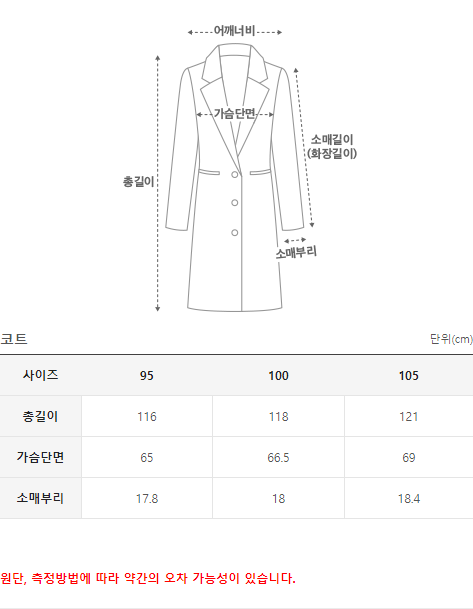 어깨너비
가슴단면
소매길이
(화장길이)
총길이
소매부리
코트 단위(cm)
사이즈 95 100 105
총길이 116 118 121
가슴단면 65 66.5 69
소매부리 17.8 18 18.4
원단, 측정방법에 따라 약간의 오차 가능성이 있습니다.